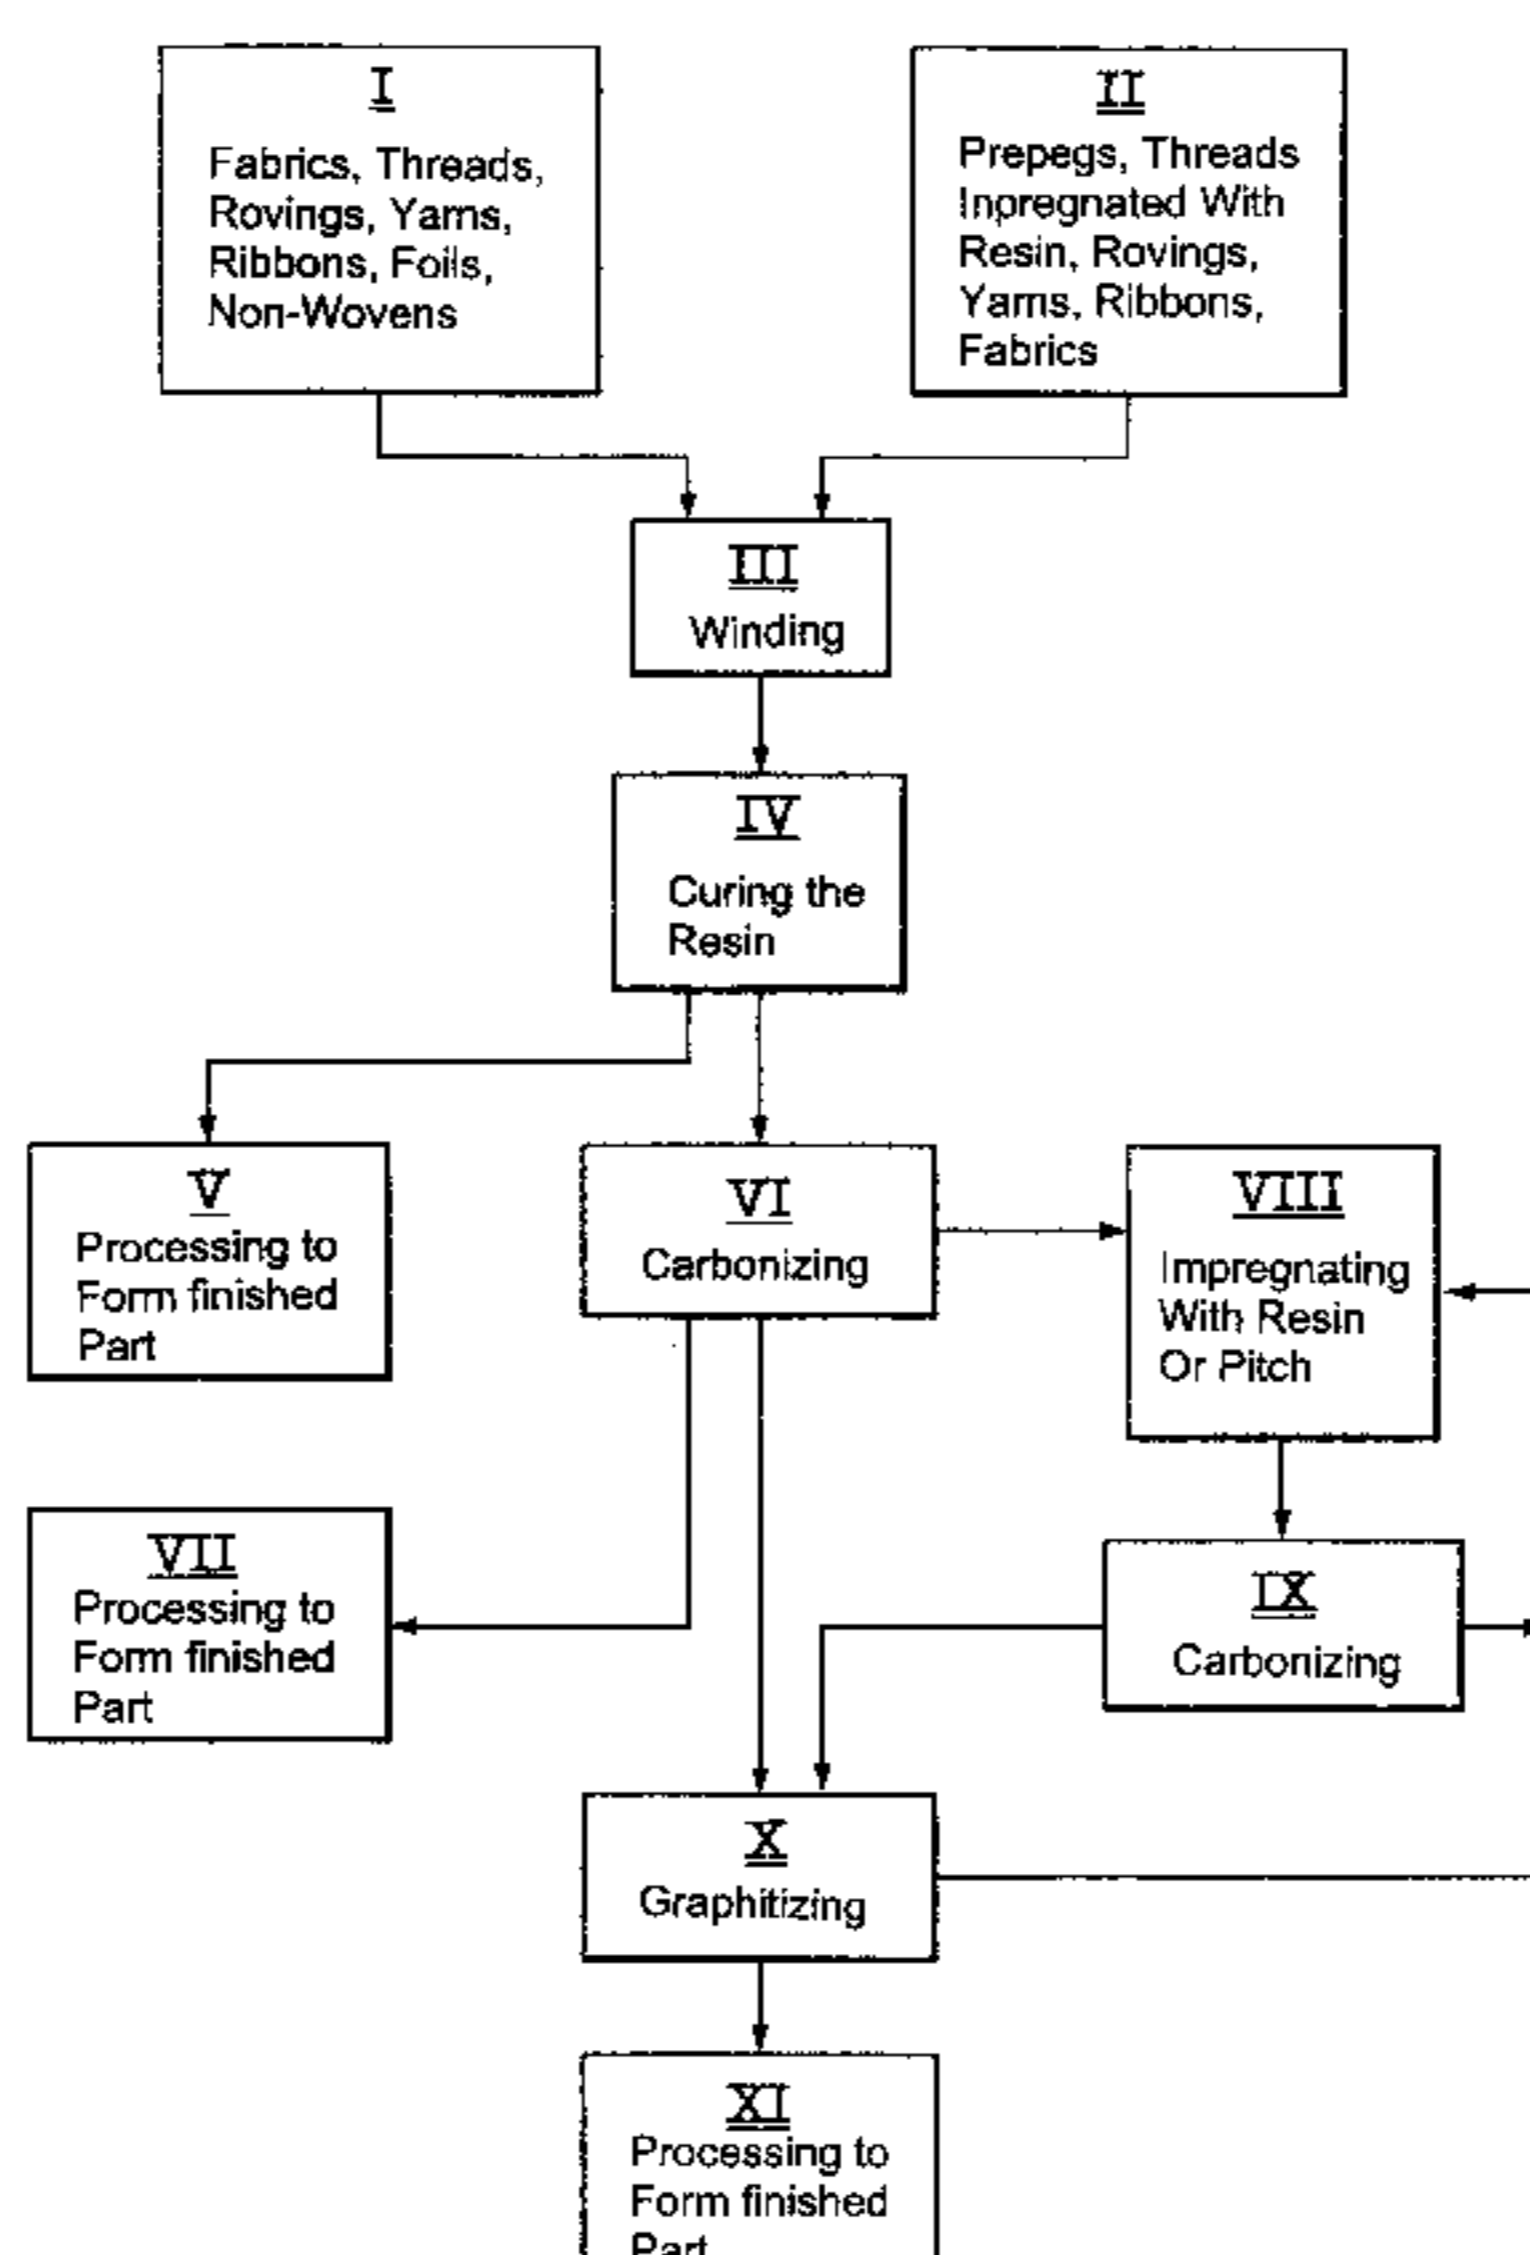 I
Fabrics, Threads,
Rovings, Yarns,
Ribbons, Foils,
Non-Wovens
II
Prepegs, Threads
Inpregnated With
Resin, Rovings,
Yarns, Ribbons,
Fabrics
III
Winding
IV
Curing the
Resin
V
Processing to
Form finished
Part
VI
Carbonizing
VIII
Impregnating
With Resin
Or Pitch
VII
Processing to
Form finished
Part
IX
Carbonizing
X
Graphitizing
XI
Processing to
Form finished
Part